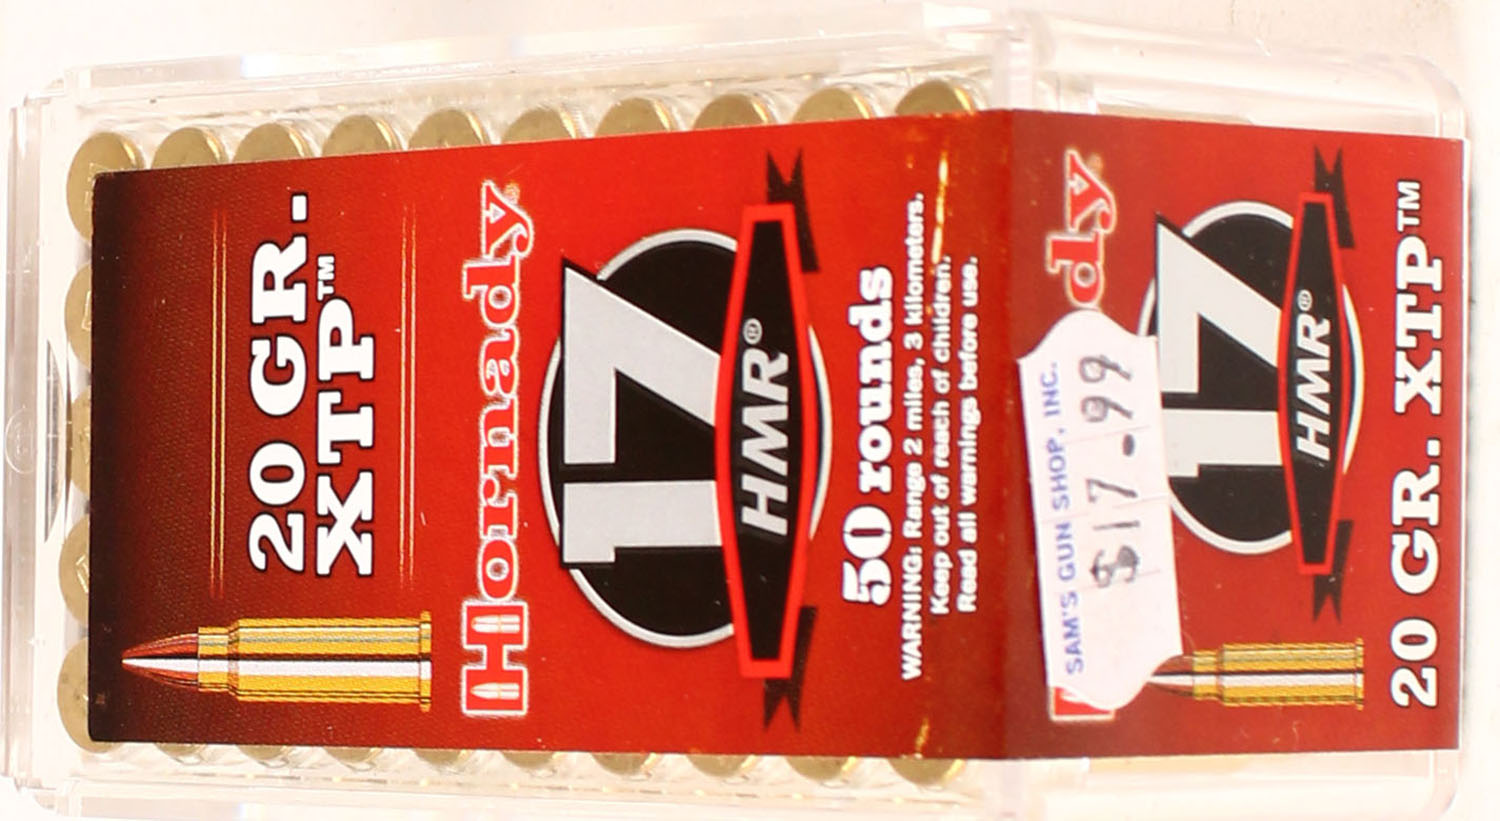 20 GR.
XTP™
Hornady®
17
HMR®
50 rounds
WARNING: Range 2 miles, 3 kilometers.
Keep out of reach of children.
Read all warnings before use.
dy®
SAM'S GUN SHOP, INC.
$17.99
17
HMR®
20 GR. XTP™